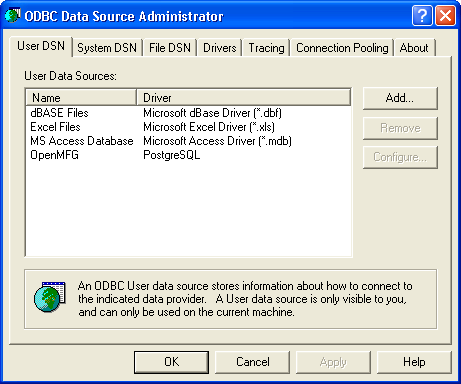 ODBC Data Source Administrator
User DSN System DSN File DSN Drivers Tracing Connection Pooling About
User Data Sources:
Name Driver
dBASE Files Microsoft dBase Driver (*.dbf)
Excel Files Microsoft Excel Driver (*.xls)
MS Access Database Microsoft Access Driver (*.mdb)
OpenMFG PostgreSQL
Add...
Remove
Configure...
An ODBC User data source stores information about how to connect to
the indicated data provider. A User data source is only visible to you,
and can only be used on the current machine.
OK Cancel Apply Help